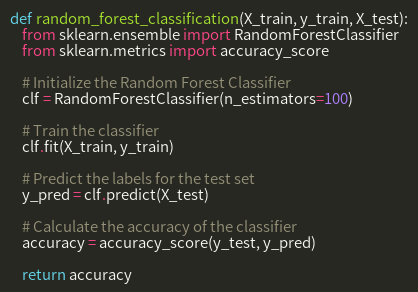 def random_forest_classification(X_train, y_train, X_test):
from sklearn.ensemble import RandomForestClassifier
from sklearn.metrics import accuracy_score
# Initialize the Random Forest Classifier
clf = RandomForestClassifier(n_estimators=100)
# Train the classifier
clf.fit(X_train, y_train)
# Predict the labels for the test set
y_pred = clf.predict(X_test)
# Calculate the accuracy of the classifier
accuracy = accuracy_score(y_test, y_pred)
return accuracy